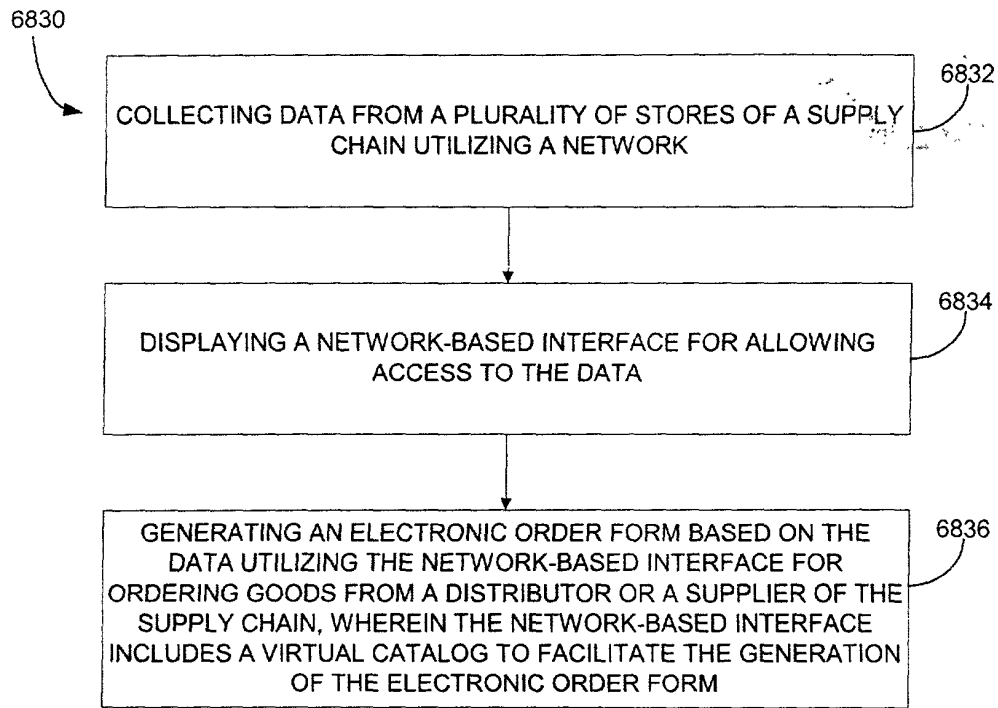 6830
6832
COLLECTING DATA FROM A PLURALITY OF STORES OF A SUPPLY
CHAIN UTILIZING A NETWORK
6834
DISPLAYING A NETWORK-BASED INTERFACE FOR ALLOWING
ACCESS TO THE DATA
6836
GENERATING AN ELECTRONIC ORDER FORM BASED ON THE
DATA UTILIZING THE NETWORK-BASED INTERFACE FOR
ORDERING GOODS FROM A DISTRIBUTOR OR A SUPPLIER OF THE
SUPPLY CHAIN, WHEREIN THE NETWORK-BASED INTERFACE
INCLUDES A VIRTUAL CATALOG TO FACILITATE THE GENERATION
OF THE ELECTRONIC ORDER FORM